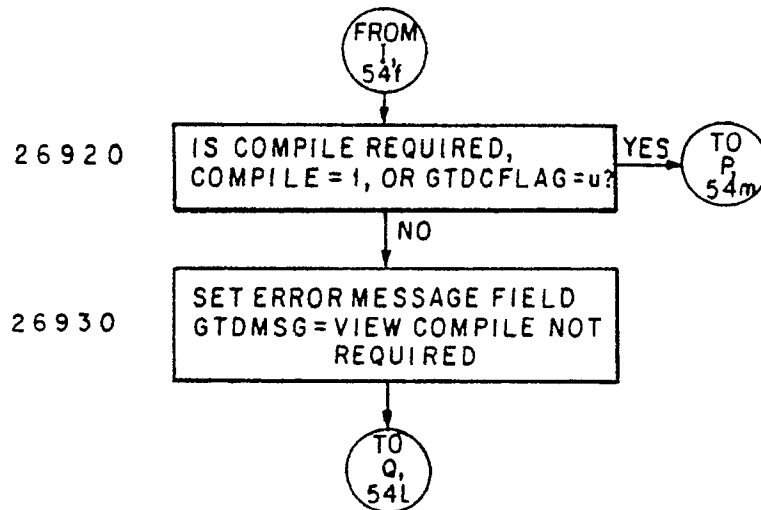 FROM
I,
54f
26920
IS COMPILE REQUIRED,
COMPILE = 1, OR GTDCFLAG = u?
YES
TO
P,
54m
NO
26930
SET ERROR MESSAGE FIELD
GTDMSG = VIEW COMPILE NOT
REQUIRED
TO
Q,
54L